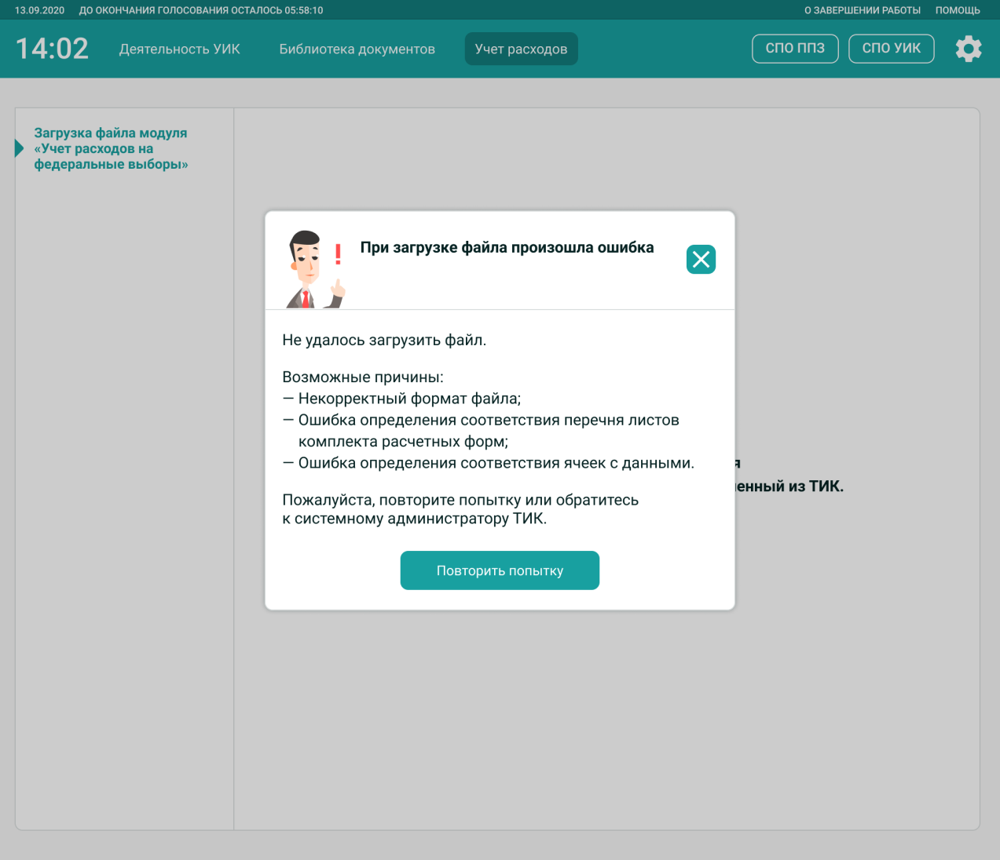 13.09.2020 ДО ОКОНЧАНИЯ ГОЛОСОВАНИЯ ОСТАЛОСЬ 05:58:10 О ЗАВЕРШЕНИИ РАБОТЫ ПОМОЩЬ
14:02 Деятельность УИК Библиотека документов Учет расходов СПО ППЗ СПО УИК
Загрузка файла модуля
«Учет расходов на
федеральные выборы»
При загрузке файла произошла ошибка
Не удалось загрузить файл.
Возможные причины:
— Некорректный формат файла;
— Ошибка определения соответствия перечня листов
комплекта расчетных форм;
— Ошибка определения соответствия ячеек с данными.
Пожалуйста, повторите попытку или обратитесь
к системному администратору ТИК.
Повторить попытку
из ТИК.